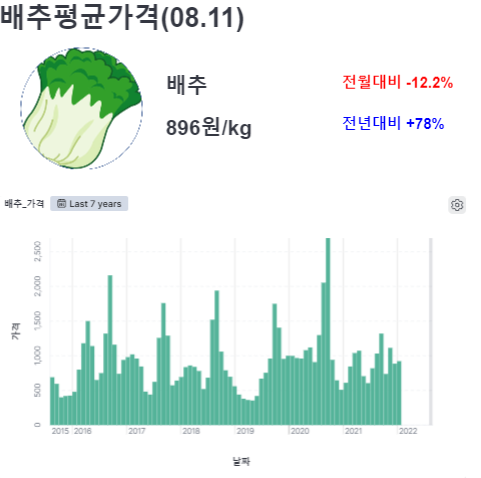 배추평균가격(08.11)
배추
전월대비 -12.2%
896원/kg
전년대비 +78%
배추_가격
Last 7 years
2,500
2,000
1,500
1,000
500
0
가격
2015 2016 2017 2018 2019 2020 2021 2022
날짜